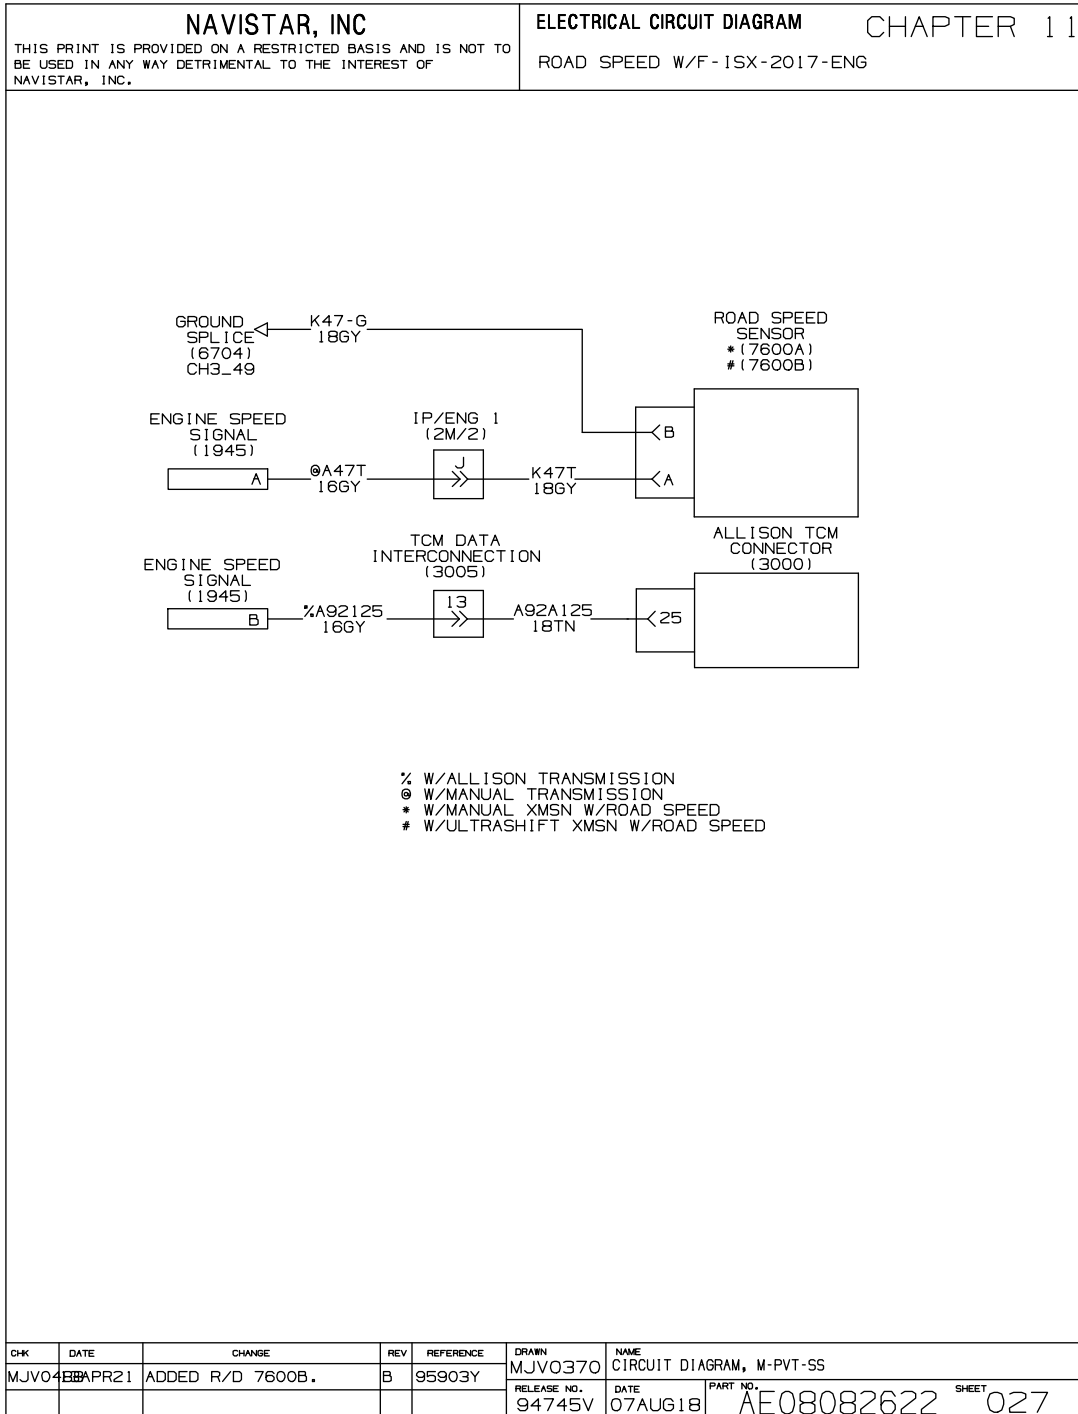 NAVISTAR, INC
THIS PRINT IS PROVIDED ON A RESTRICTED BASIS AND IS NOT TO
BE USED IN ANY WAY DETRIMENTAL TO THE INTEREST OF
NAVISTAR, INC.
ELECTRICAL CIRCUIT DIAGRAM
CHAPTER 11
ROAD SPEED W/F-ISX-2017-ENG
GROUND
SPLICE
(6704)
CH3_49
K47-G
18GY
ROAD SPEED
SENSOR
*(7600A)
#(7600B)
B
A
ENGINE SPEED
SIGNAL
(1945)
A
@A47T
16GY
IP/ENG 1
(2M/2)
J
K47T
18GY
ENGINE SPEED
SIGNAL
(1945)
B
%A92125
16GY
TCM DATA
INTERCONNECTION
(3005)
13
A92A125
18TN
ALLISON TCM
CONNECTOR
(3000)
25
% W/ALLISON TRANSMISSION
@ W/MANUAL TRANSMISSION
* W/MANUAL XMSN W/ROAD SPEED
# W/ULTRASHIFT XMSN W/ROAD SPEED
CHK DATE CHANGE REV REFERENCE
APR21 ADDED R/D 7600B. B 95903Y
DRAWN
MJV0370
NAME
CIRCUIT DIAGRAM, M-PVT-SS
RELEASE NO.
94745V
DATE
07AUG18
PART NO.
AE08082622
SHEET
027